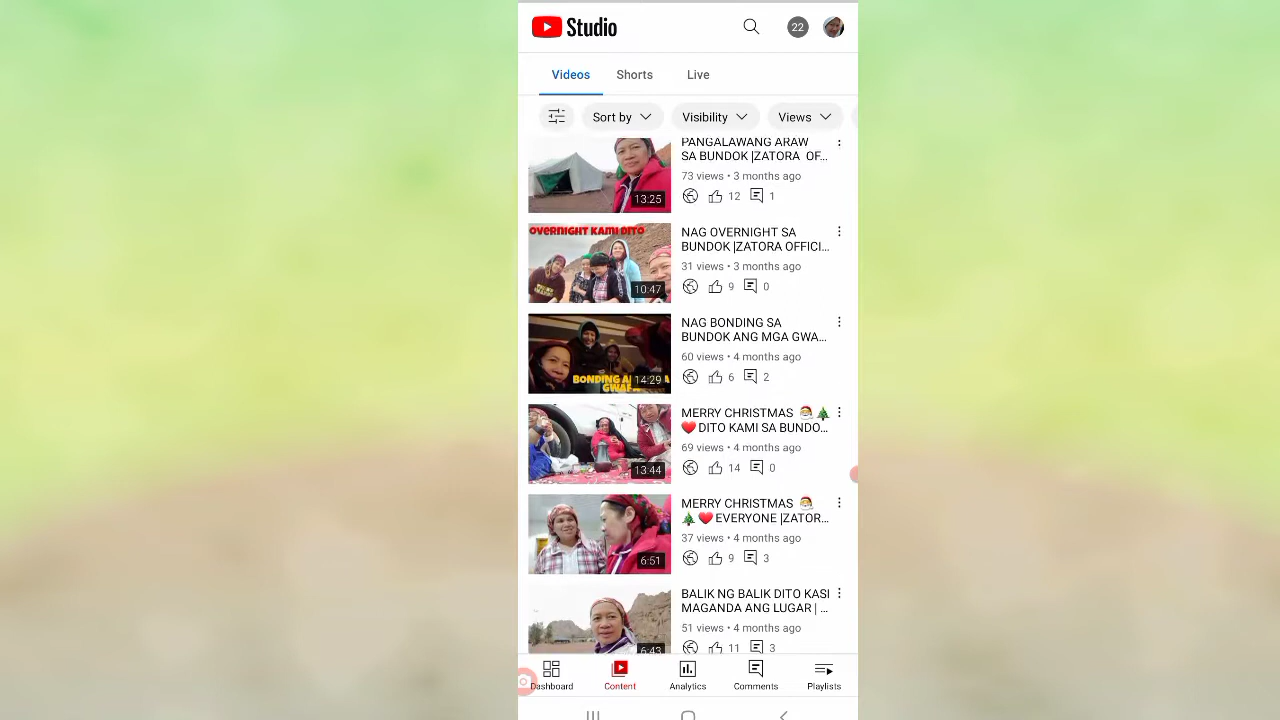 Studio
22
Videos Shorts Live
Sort by Visibility Views
PANGALAWANG ARAW
SA BUNDOK |ZATORA OF...
73 views • 3 months ago
13:25
12 1
OVERNIGHT KAMI DITO
NAG OVERNIGHT SA
BUNDOK |ZATORA OFFICI...
31 views • 3 months ago
10:47
9 0
NAG BONDING SA
BUNDOK ANG MGA GWA...
60 views • 4 months ago
BONDING
14:29
6 2
MERRY CHRISTMAS 🎅🎄
❤️DITO KAMI SA BUNDO...
69 views • 4 months ago
13:44
14 0
MERRY CHRISTMAS 🎅
🎄❤️EVERYONE |ZATOR...
37 views • 4 months ago
6:51
9 3
BALIK NG BALIK DITO KASI
MAGANDA ANG LUGAR | ...
51 views • 4 months ago
6:43
11 3
Dashboard Content Analytics Comments Playlists